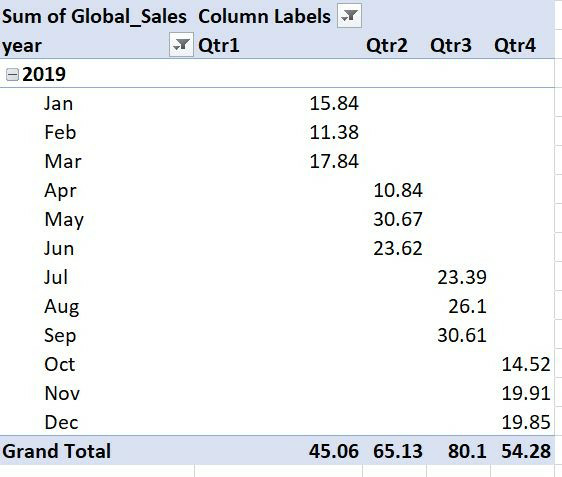 Sum of Global_Sales Column Labels
year Qtr1 Qtr2 Qtr3 Qtr4
2019
Jan 15.84
Feb 11.38
Mar 17.84
Apr 10.84
May 30.67
Jun 23.62
Jul 23.39
Aug 26.1
Sep 30.61
Oct 14.52
Nov 19.91
Dec 19.85
Grand Total 45.06 65.13 80.1 54.28